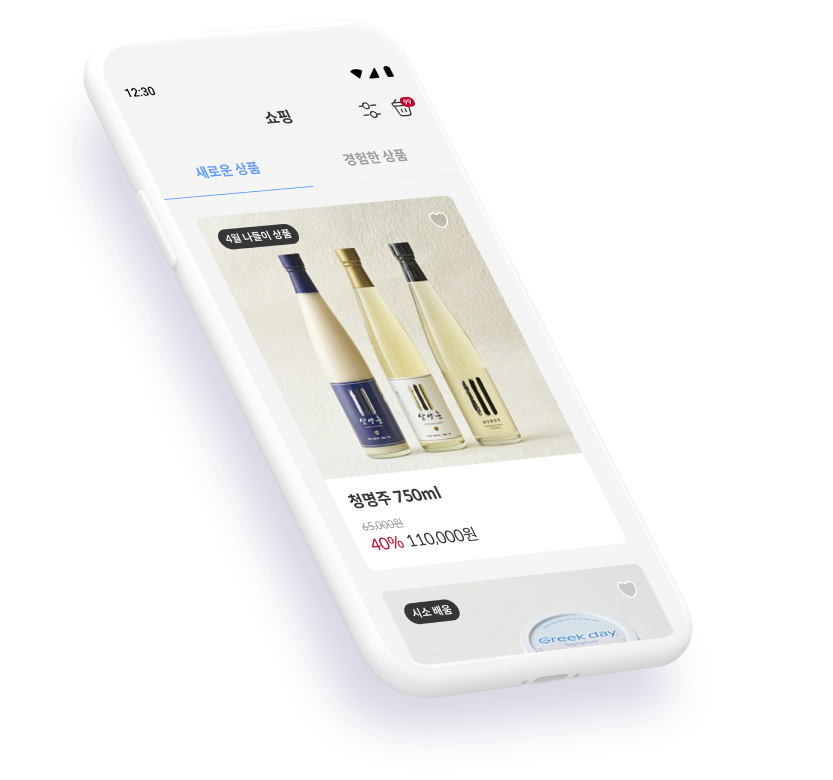 12:30
쇼핑
99
새로운 상품
경험한 상품
4월 나들이 상품
청명주 750ml
65,000원
40% 110,000원
시소 배움
Greek day.
Signature